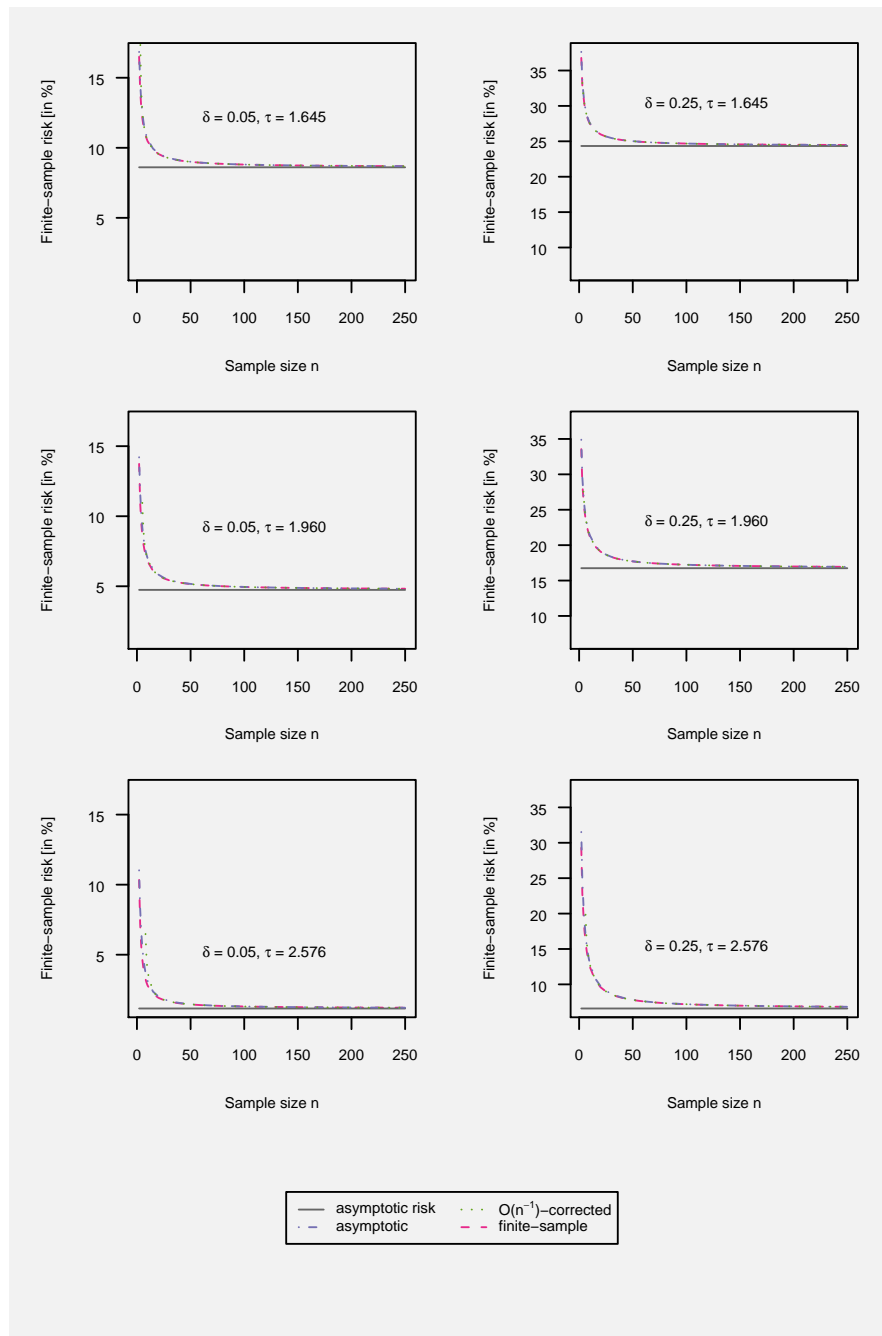 Finite−sample risk [in %]
15
10
5
δ = 0.05, τ = 1.645
0 50 100 150 200 250
Sample size n
Finite−sample risk [in %]
35
30
25
20
15
10
δ = 0.25, τ = 1.645
0 50 100 150 200 250
Sample size n
Finite−sample risk [in %]
15
10
5
δ = 0.05, τ = 1.960
0 50 100 150 200 250
Sample size n
Finite−sample risk [in %]
35
30
25
20
15
10
δ = 0.25, τ = 1.960
0 50 100 150 200 250
Sample size n
Finite−sample risk [in %]
15
10
5
δ = 0.05, τ = 2.576
0 50 100 150 200 250
Sample size n
Finite−sample risk [in %]
35
30
25
20
15
10
δ = 0.25, τ = 2.576
0 50 100 150 200 250
Sample size n
asymptotic risk
asymptotic
O(n⁻¹)−corrected
finite−sample